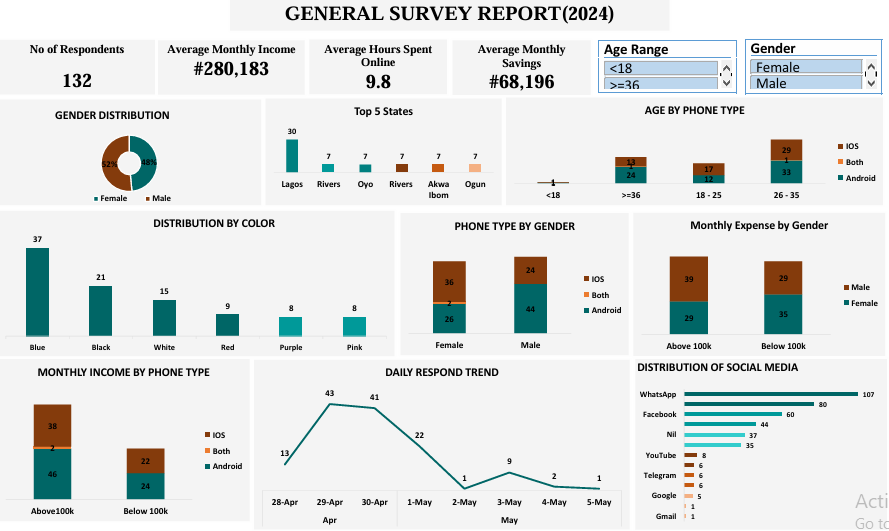 GENERAL SURVEY REPORT(2024)
No of Respondents
132
Average Monthly Income
#280,183
Average Hours Spent
Online
9.8
Average Monthly
Savings
#68,196
Age Range
<18
>=36
Gender
Female
Male
GENDER DISTRIBUTION
52%
48%
Female
Male
Top 5 States
30
7
7
7
7
7
Lagos
Rivers
Oyo
Rivers
Akwa
Ibom
Ogun
AGE BY PHONE TYPE
1
13
1
24
17
12
29
1
33
<18
>=36
18 - 25
26 - 35
IOS
Both
Android
DISTRIBUTION BY COLOR
37
21
15
9
8
8
Blue
Black
White
Red
Purple
Pink
PHONE TYPE BY GENDER
36
2
26
24
44
Female
Male
IOS
Both
Android
Monthly Expense by Gender
39
29
29
35
Above 100k
Below 100k
Male
Female
MONTHLY INCOME BY PHONE TYPE
38
2
46
22
24
Above100k
Below 100k
IOS
Both
Android
DAILY RESPOND TREND
13
43
41
22
1
9
2
1
28-Apr
29-Apr
30-Apr
1-May
2-May
3-May
4-May
5-May
Apr
May
DISTRIBUTION OF SOCIAL MEDIA
WhatsApp
107
80
Facebook
60
44
Nil
37
35
YouTube
8
6
Telegram
6
6
Google
5
1
Gmail
1
Acti
Go to